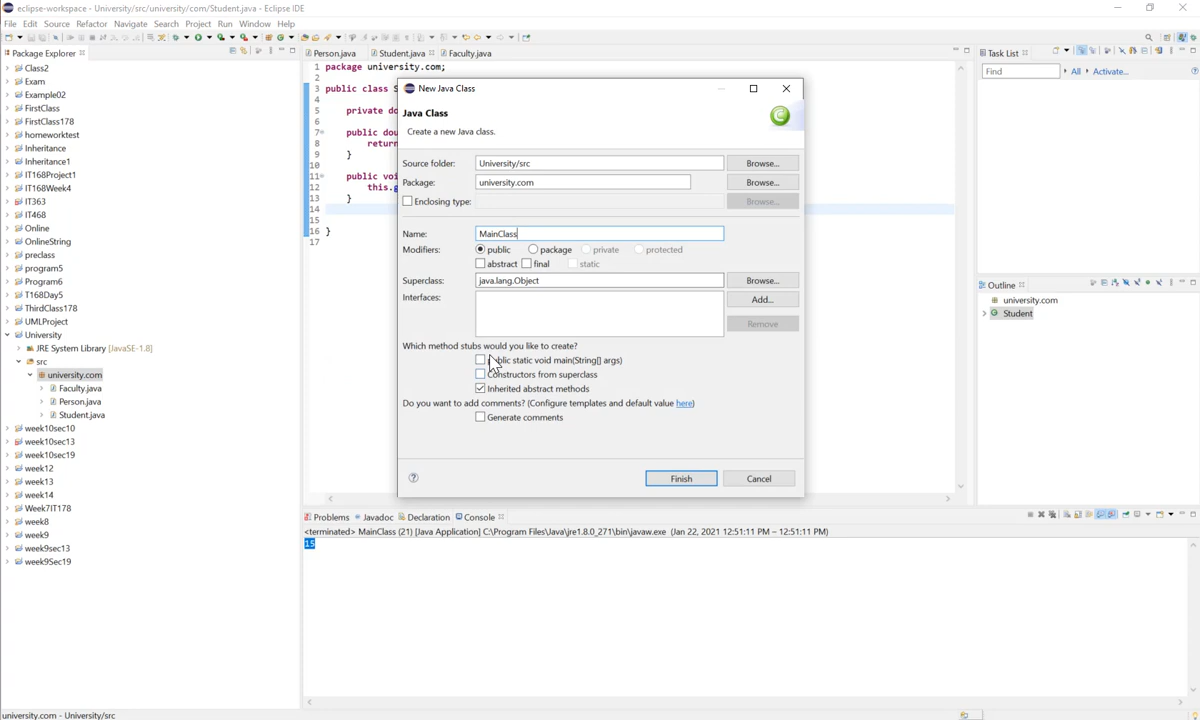 eclipse-workspace - University/src/university/com/Student.java - Eclipse IDE
File Edit Source Refactor Navigate Search Project Run Window Help
Package Explorer
Class2
Exam
Example02
FirstClass
FirstClass178
homeworktest
Inheritance
Inheritance1
IT168Project1
IT168Week4
IT363
IT468
Online
OnlineString
preclass
program5
Program6
T168Day5
ThirdClass178
UMLProject
University
JRE System Library [JavaSE-1.8]
src
university.com
Faculty.java
Person.java
Student.java
week10sec10
week10sec13
week10sec19
week12
week13
week14
Week7IT178
week8
week9
week9sec13
week9Sec19
Person.java Student.java Faculty.java
1 package university.com;
2
3 public class S
4
5 private do
6
7 public dou
8 return
9 }
10
11 public voi
12 this.g
13 }
14
15
16 }
17
New Java Class
Java Class
Create a new Java class.
Source folder: University/src Browse...
Package: university.com Browse...
Enclosing type: Browse...
Name: MainClass
Modifiers: public package private protected
abstract final static
Superclass: java.lang.Object Browse...
Interfaces: Add...
Remove
Which method stubs would you like to create?
public static void main(String[] args)
Constructors from superclass
Inherited abstract methods
Do you want to add comments? (Configure templates and default value here)
Generate comments
Finish Cancel
Task List
Find All Activate...
Outline
university.com
Student
Problems Javadoc Declaration Console
<terminated> MainClass (21) [Java Application] C:\Program Files\Java\jre1.8.0_271\bin\javaw.exe (Jan 22, 2021 12:51:11 PM – 12:51:11 PM)
15
university.com - University/src